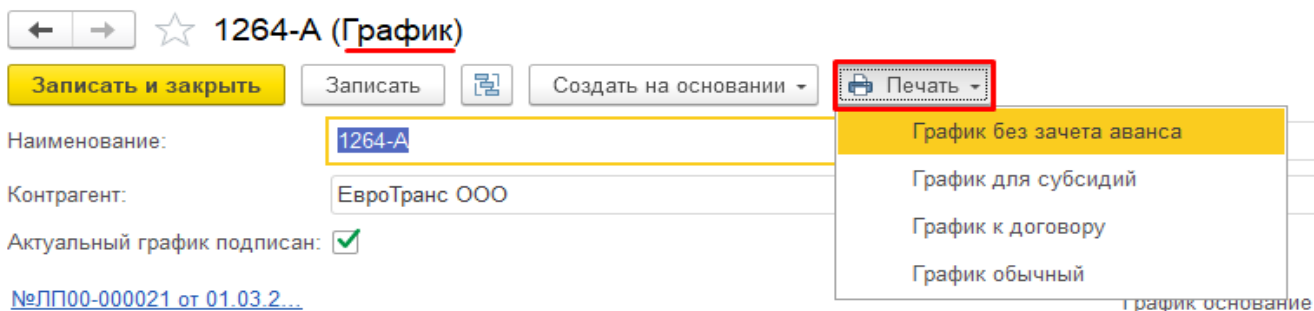 1264-А (График)
Записать и закрыть Записать Создать на основании Печать
График без зачета аванса
Наименование: 1264-А
График для субсидий
Контрагент: ЕвроТранс ООО
График к договору
Актуальный график подписан:
График обычный
№ЛП00-000021 от 01.03.2... График основание